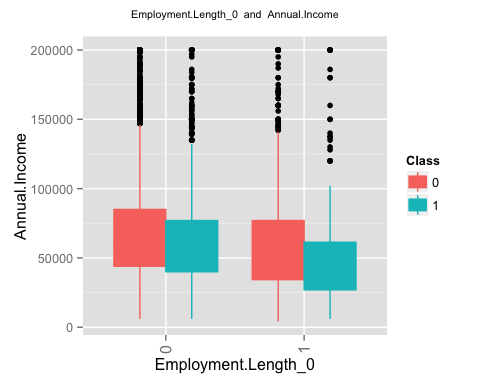 Employment.Length_0 and Annual.Income
200000
150000
100000
50000
0
Annual.Income
0
1
Employment.Length_0
Class
0
1